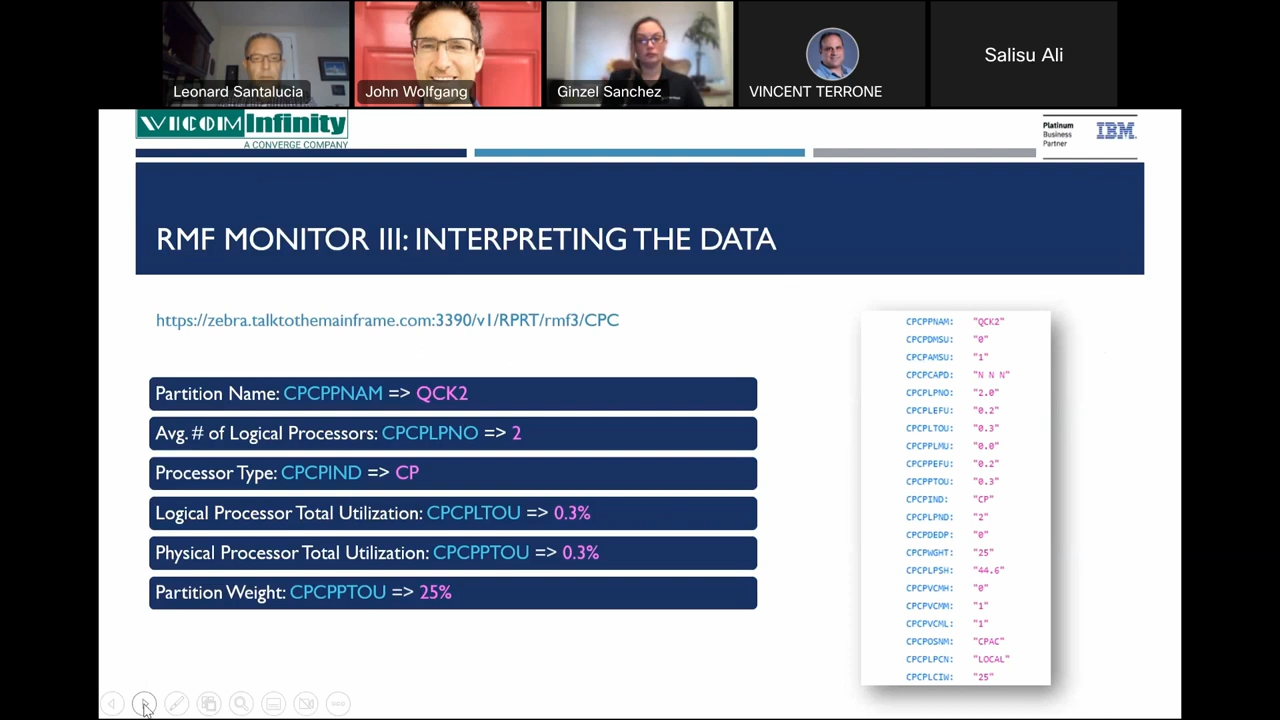 Leonard Santalucia
John Wolfgang
Ginzel Sanchez
VINCENT TERRONE
Salisu Ali
VICOM Infinity
A CONVERGE COMPANY
Platinum
Business
Partner
IBM
RMF MONITOR III: INTERPRETING THE DATA
https://zebra.talktothemainframe.com:3390/v1/RPRT/rmf3/CPC
Partition Name: CPCPPNAM => QCK2
Avg. # of Logical Processors: CPCPLPNO => 2
Processor Type: CPCPIND => CP
Logical Processor Total Utilization: CPCPLTOU => 0.3%
Physical Processor Total Utilization: CPCPPTOU => 0.3%
Partition Weight: CPCPPTOU => 25%
CPCPPNAM: "QCK2"
CPCPDMSU: "0"
CPCPAMSU: "1"
CPCPCAPD: "N N N"
CPCPLPNO: "2.0"
CPCPLEFU: "0.2"
CPCPLTOU: "0.3"
CPCPPLMU: "0.0"
CPCPPEFU: "0.2"
CPCPPTOU: "0.3"
CPCPIND: "CP"
CPCPLPND: "2"
CPCPDEDP: "0"
CPCPWGHT: "25"
CPCPLPSH: "44.6"
CPCPVCMH: "0"
CPCPVCMM: "1"
CPCPVCML: "1"
CPCPOSNM: "CPAC"
CPCPLPCN: "LOCAL"
CPCPLCIW: "25"